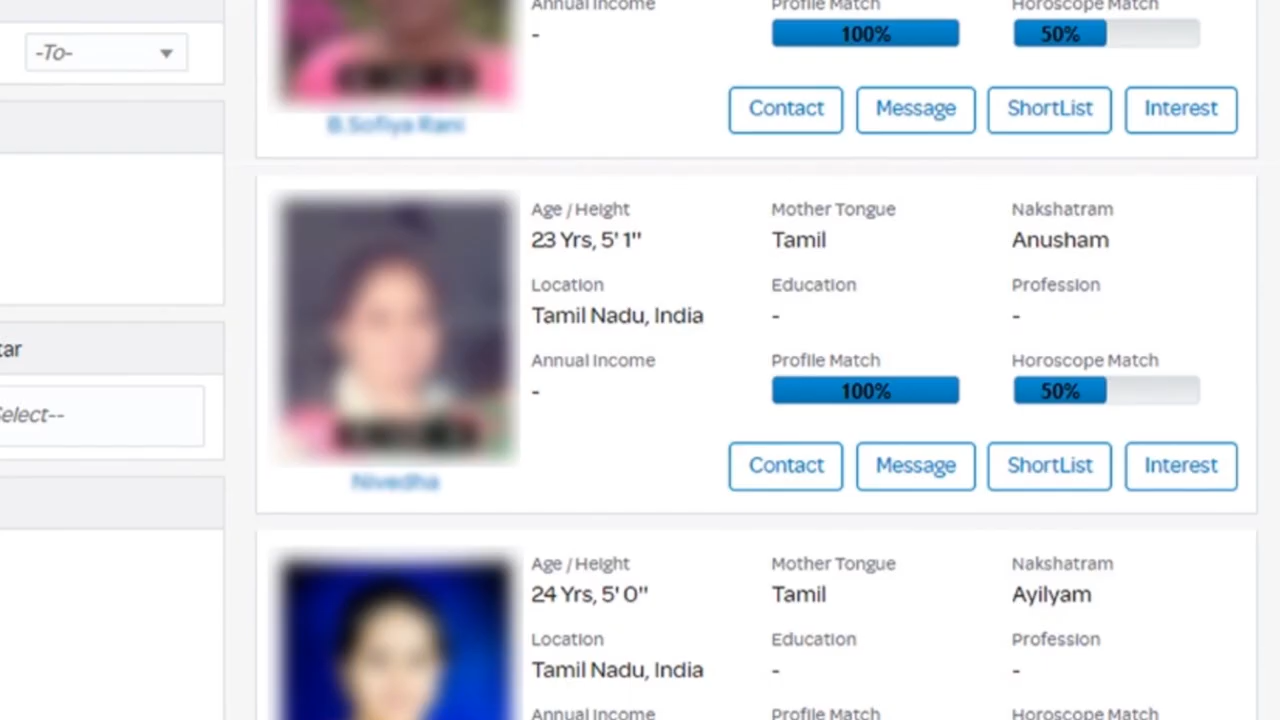 Annual Income Profile Match Horoscope Match
-To- - 100% 50%
Contact Message ShortList Interest
B.Sofiya Rani
Age / Height Mother Tongue Nakshatram
23 Yrs, 5' 1" Tamil Anusham
Location Education Profession
Tamil Nadu, India - -
tar
Annual Income Profile Match Horoscope Match
- 100% 50%
Select--
Contact Message ShortList Interest
Nivedha
Age / Height Mother Tongue Nakshatram
24 Yrs, 5' 0" Tamil Ayilyam
Location Education Profession
Tamil Nadu, India - -
Annual Income Profile Match Horoscope Match